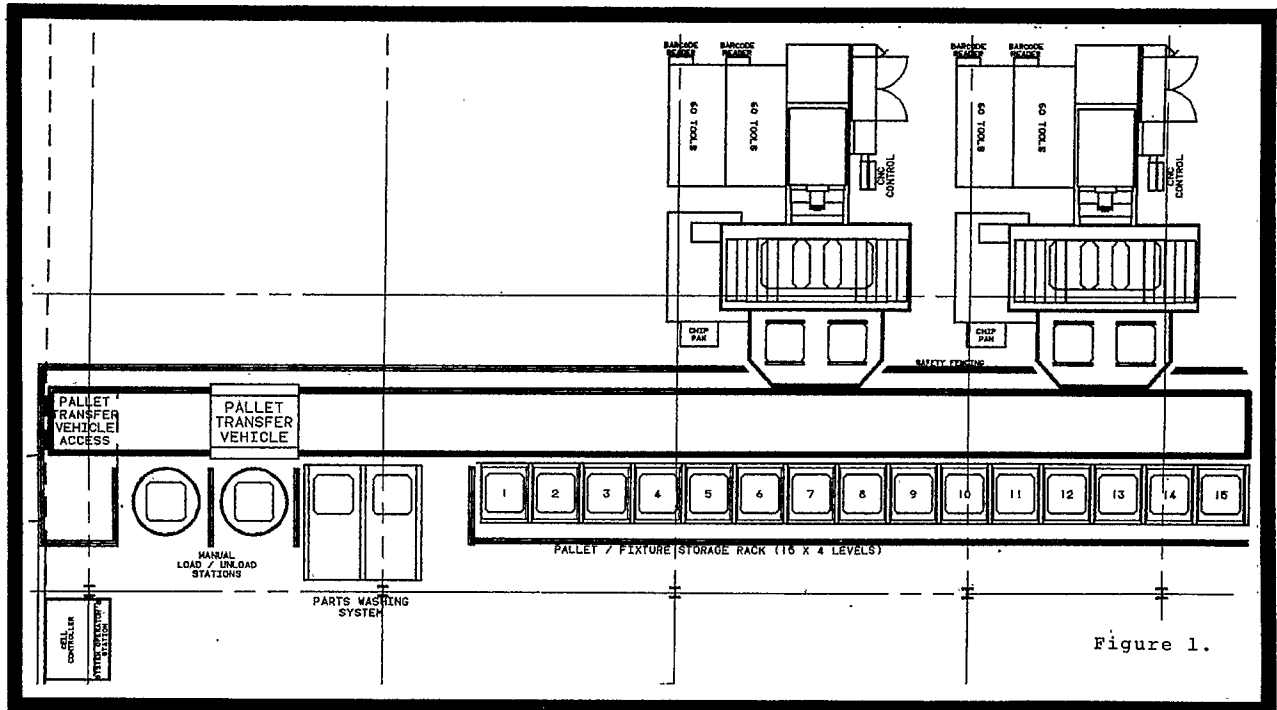 BARCODE
READER
BARCODE
READER
BARCODE
READER
BARCODE
READER
60 TOOLS
60 TOOLS
60 TOOLS
60 TOOLS
CNC
CONTROL
CNC
CONTROL
CHIP
PAN
CHIP
PAN
SAFETY FENCING
PALLET
TRANSFER
VEHICLE
ACCESS
PALLET
TRANSFER
VEHICLE
1
2
3
4
5
6
7
8
9
10
11
12
13
14
15
MANUAL
LOAD / UNLOAD
STATIONS
PALLET / FIXTURE STORAGE RACK (15 X 4 LEVELS)
PARTS WASHING
SYSTEM
CELL
CONTROLLER
SYSTEM OPERATOR'S
STATION
Figure 1.